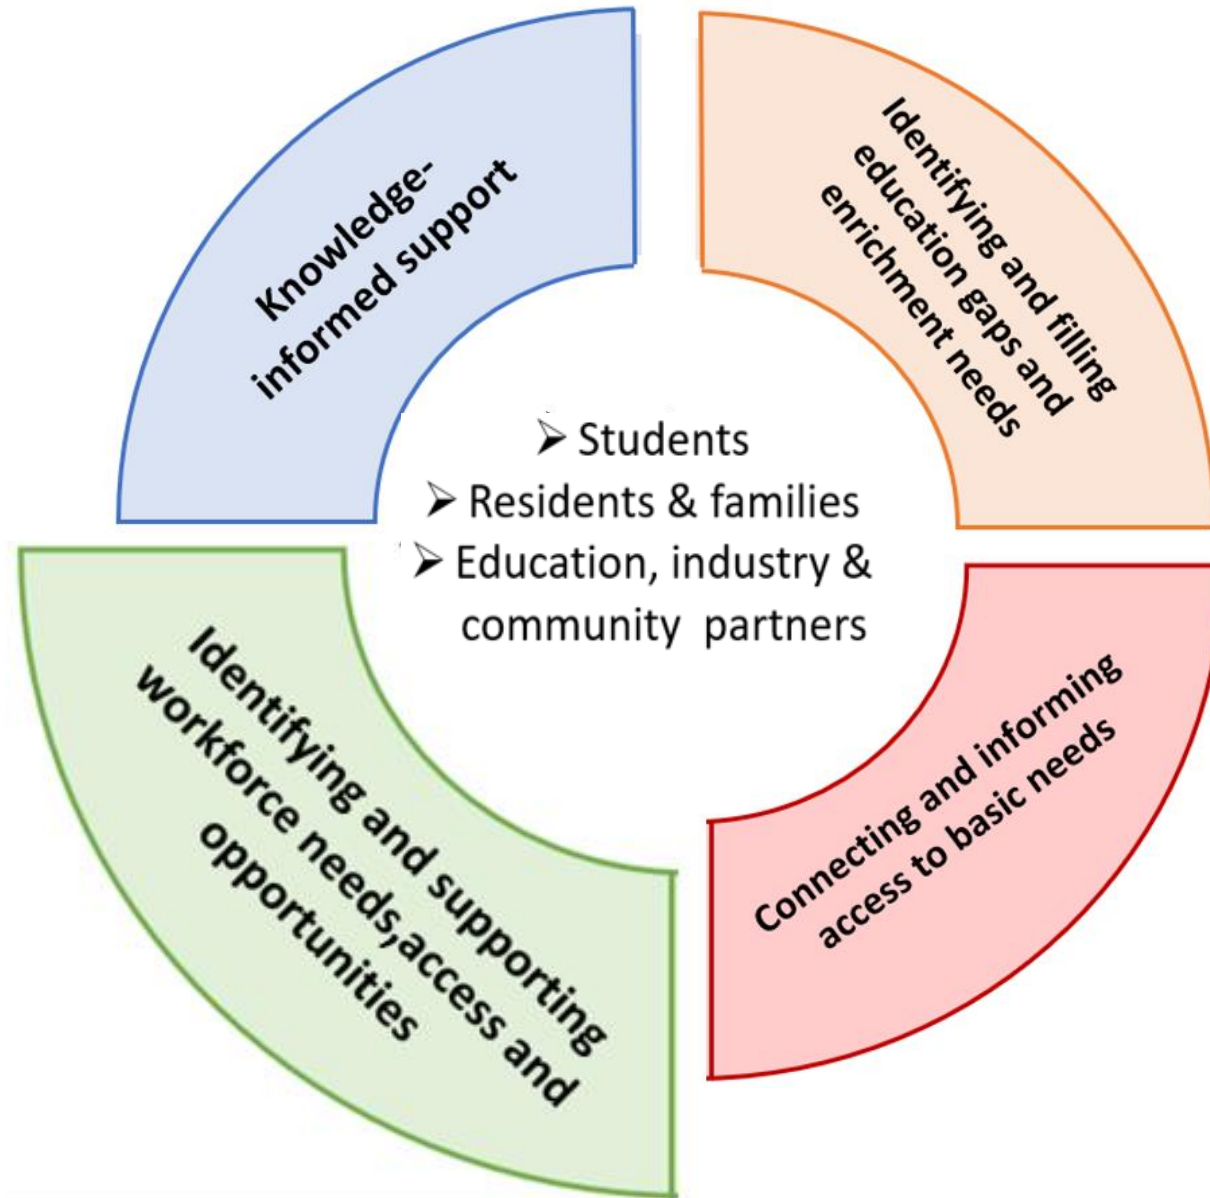 Knowledge-
informed support
Identifying and filling
education gaps and
enrichment needs
➢ Students
➢ Residents & families
➢ Education, industry &
community partners
Identifying and supporting
workforce needs,access and
opportunities
Connecting and informing
access to basic needs